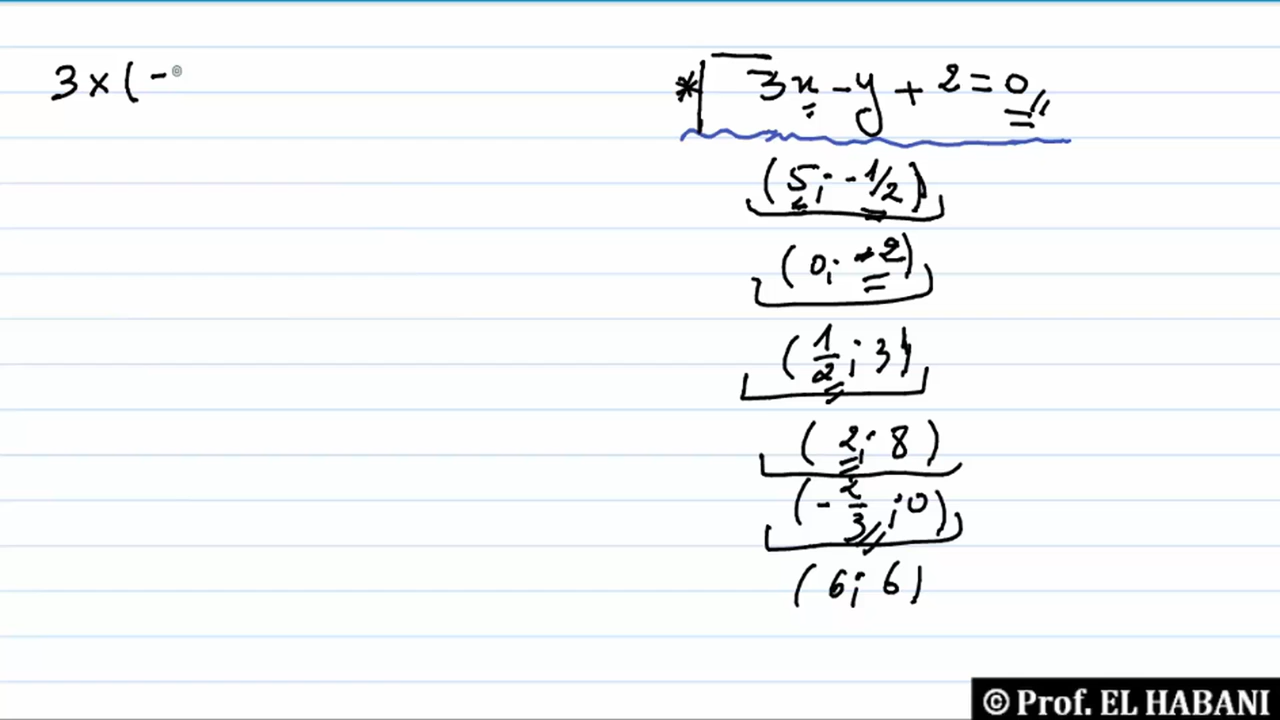 3 × ( -
* 3x - y + 2 = 0
( 5 ; -1/2 )
( 0 ; +2 )
( 1/2 ; 3 )
( 2 ; 8 )
( -2/3 ; 0 )
( 6 ; 6 )
© Prof. EL HABANI